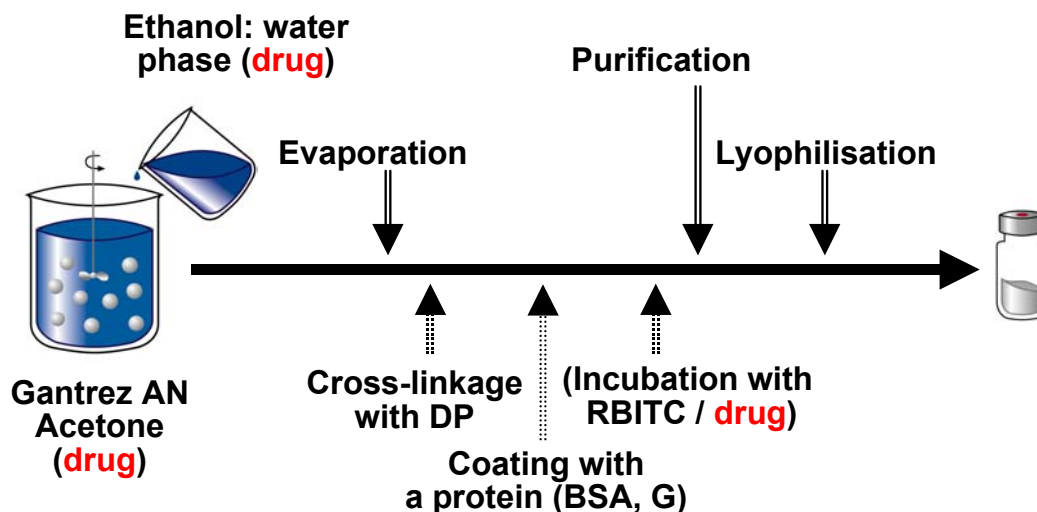 Ethanol: water
phase (drug)
Purification
Evaporation
Lyophilisation
Gantrez AN
Acetone
(drug)
Cross-linkage
with DP
(Incubation with
RBITC / drug)
Coating with
a protein (BSA, G)